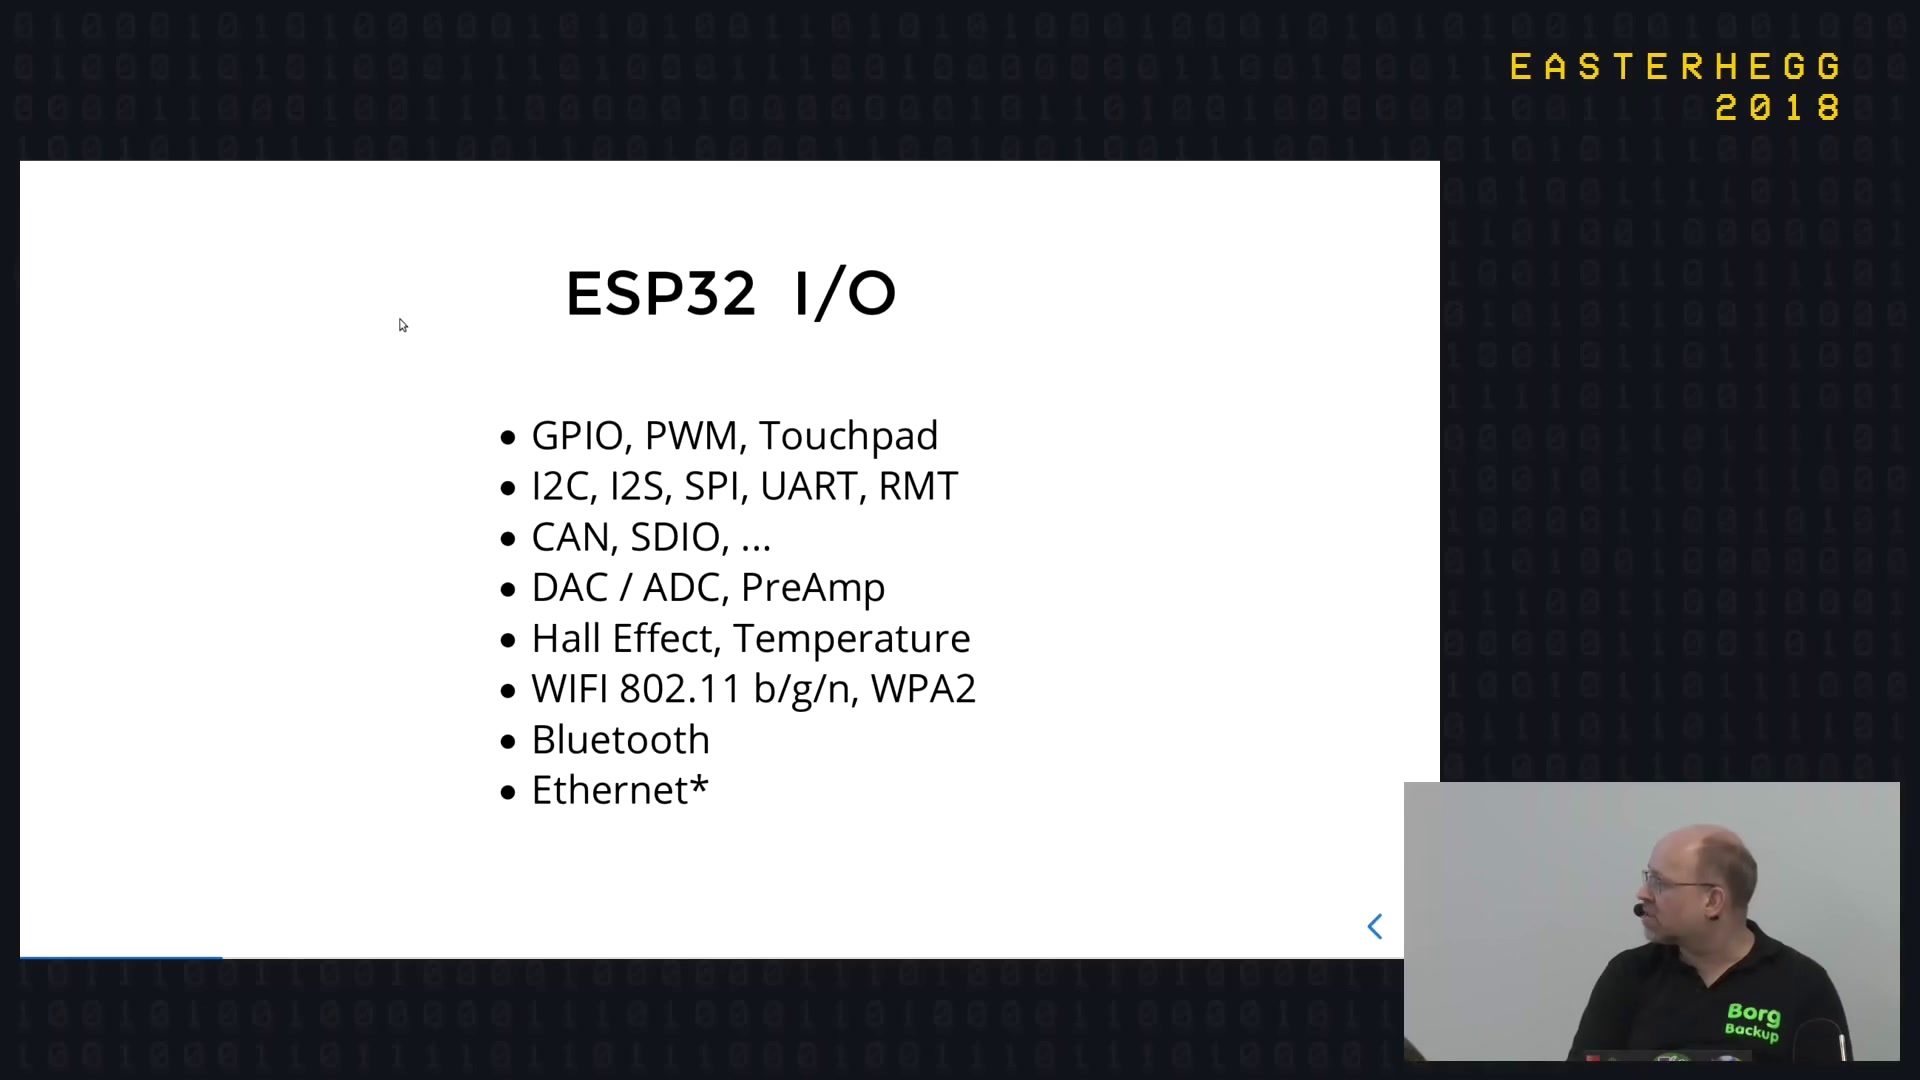 EASTERHEGG
2018
ESP32 I/O
• GPIO, PWM, Touchpad
• I2C, I2S, SPI, UART, RMT
• CAN, SDIO, ...
• DAC / ADC, PreAmp
• Hall Effect, Temperature
• WIFI 802.11 b/g/n, WPA2
• Bluetooth
• Ethernet*
Borg
Backup